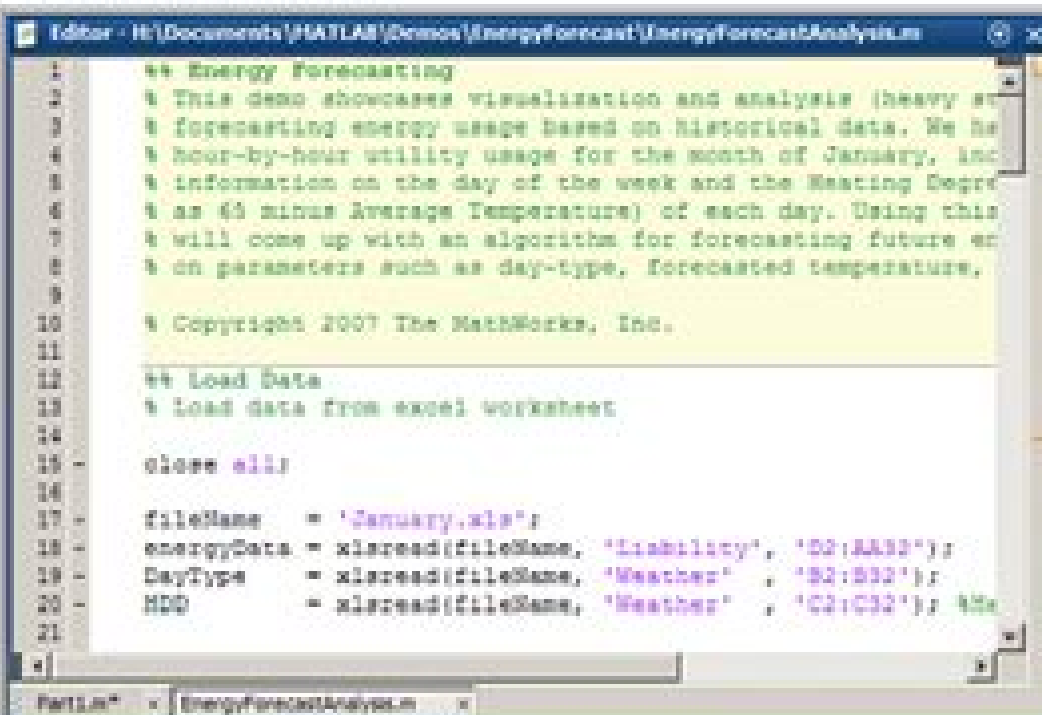 Editor - H:\Documents\MATLAB\Demos\EnergyForecast\EnergyForecastAnalysis.m
1 %% Energy Forecasting
2 % This demo showcases visualization and analysis (heavy st
3 % forecasting energy usage based on historical data. We ha
4 % hour-by-hour utility usage for the month of January, inc
5 % information on the day of the week and the Heating Degre
6 % as 65 minus Average Temperature) of each day. Using this
7 % will come up with an algorithm for forecasting future en
8 % on parameters such as day-type, forecasted temperature,
9
10 % Copyright 2007 The MathWorks, Inc.
11
12 %% Load Data
13 % Load data from excel worksheet
14
15 - close all;
16
17 - fileName = 'January.xls';
18 - energyData = xlsread(fileName, 'Liability', 'D2:AA32');
19 - DayType = xlsread(fileName, 'Weather' , 'B2:B32');
20 - HDD = xlsread(fileName, 'Weather' , 'C2:C32'); %He
21
Part1.m* × EnergyForecastAnalysis.m ×